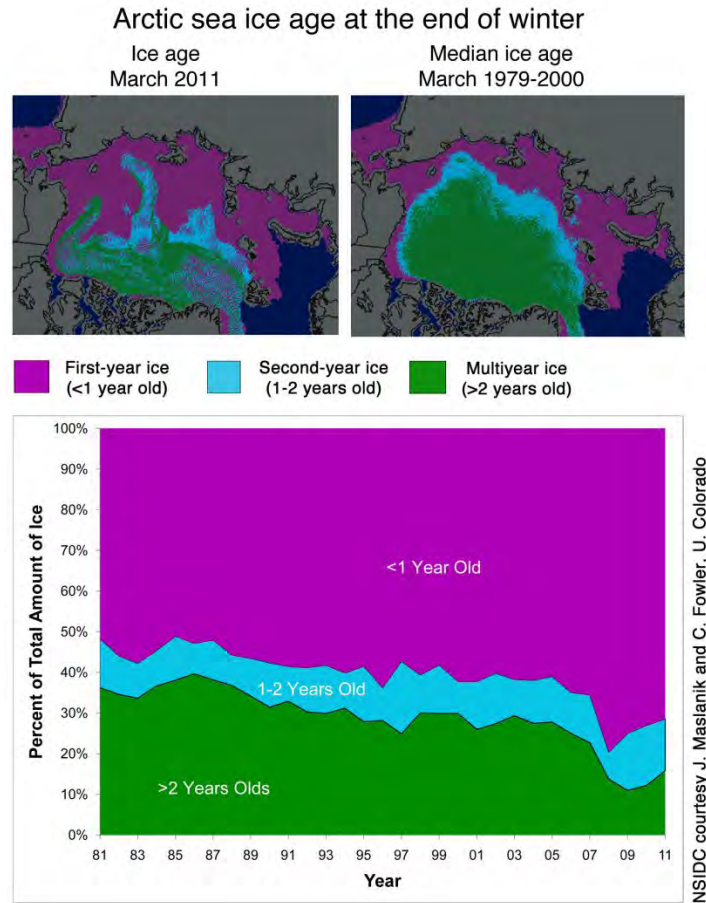 Arctic sea ice age at the end of winter
Ice age
March 2011
Median ice age
March 1979-2000
First-year ice
(<1 year old)
Second-year ice
(1-2 years old)
Multiyear ice
(>2 years old)
Percent of Total Amount of Ice
100%
90%
80%
70%
60%
50%
40%
30%
20%
10%
0%
<1 Year Old
1-2 Years Old
>2 Years Olds
81 83 85 87 89 91 93 95 97 99 01 03 05 07 09 11
Year
NSIDC courtesy J. Maslanik and C. Fowler, U. Colorado